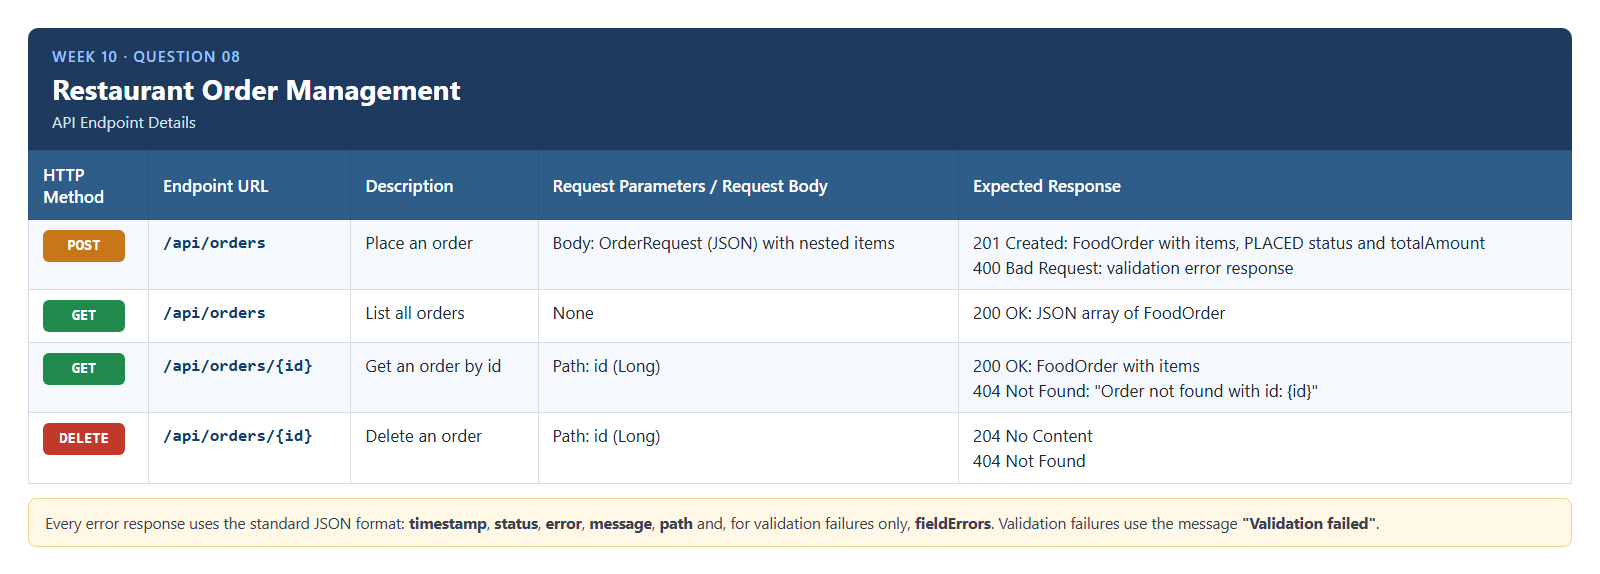 WEEK 10 · QUESTION 08
Restaurant Order Management
API Endpoint Details
HTTP Method
Endpoint URL
Description
Request Parameters / Request Body
Expected Response
POST
/api/orders
Place an order
Body: OrderRequest (JSON) with nested items
201 Created: FoodOrder with items, PLACED status and totalAmount
400 Bad Request: validation error response
GET
/api/orders
List all orders
None
200 OK: JSON array of FoodOrder
GET
/api/orders/{id}
Get an order by id
Path: id (Long)
200 OK: FoodOrder with items
404 Not Found: "Order not found with id: {id}"
DELETE
/api/orders/{id}
Delete an order
Path: id (Long)
204 No Content
404 Not Found
Every error response uses the standard JSON format: timestamp, status, error, message, path and, for validation failures only, fieldErrors. Validation failures use the message "Validation failed".